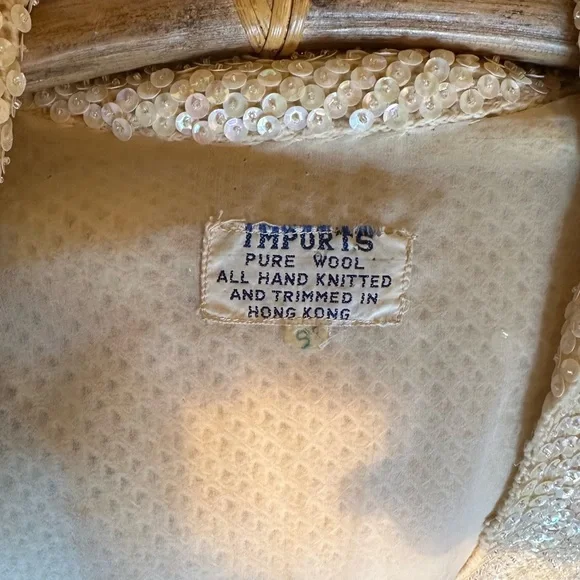 IMPORTS
PURE WOOL
ALL HAND KNITTED
AND TRIMMED IN
HONG KONG
S